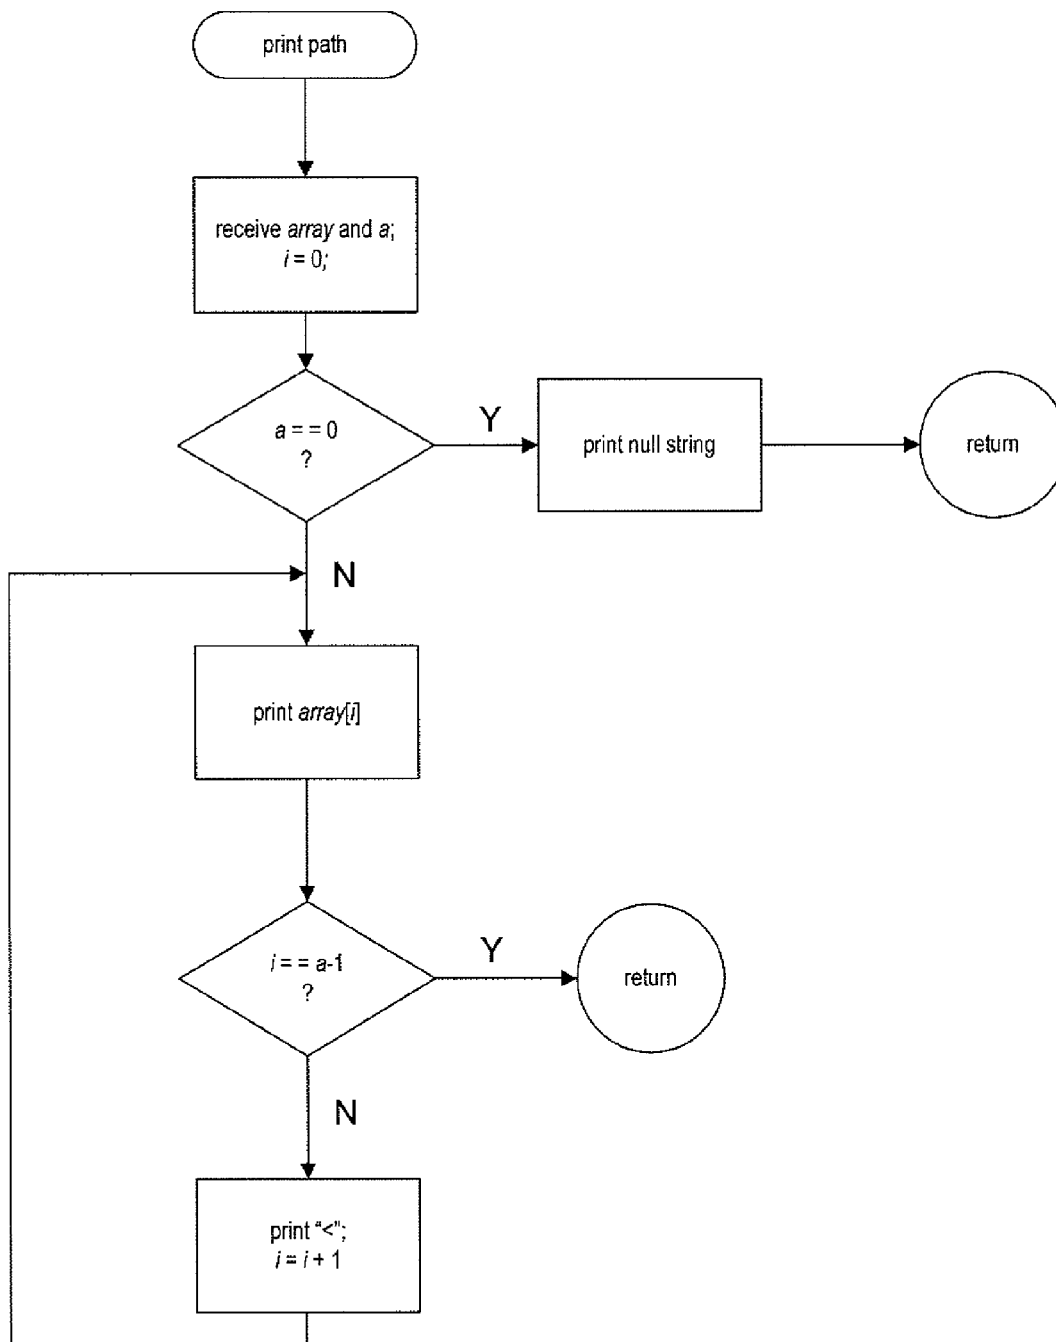 print path
receive array and a;
i = 0;
a = = 0
?
Y
print null string
return
N
print array[i]
i = = a-1
?
Y
return
N
print “<”;
i = i + 1